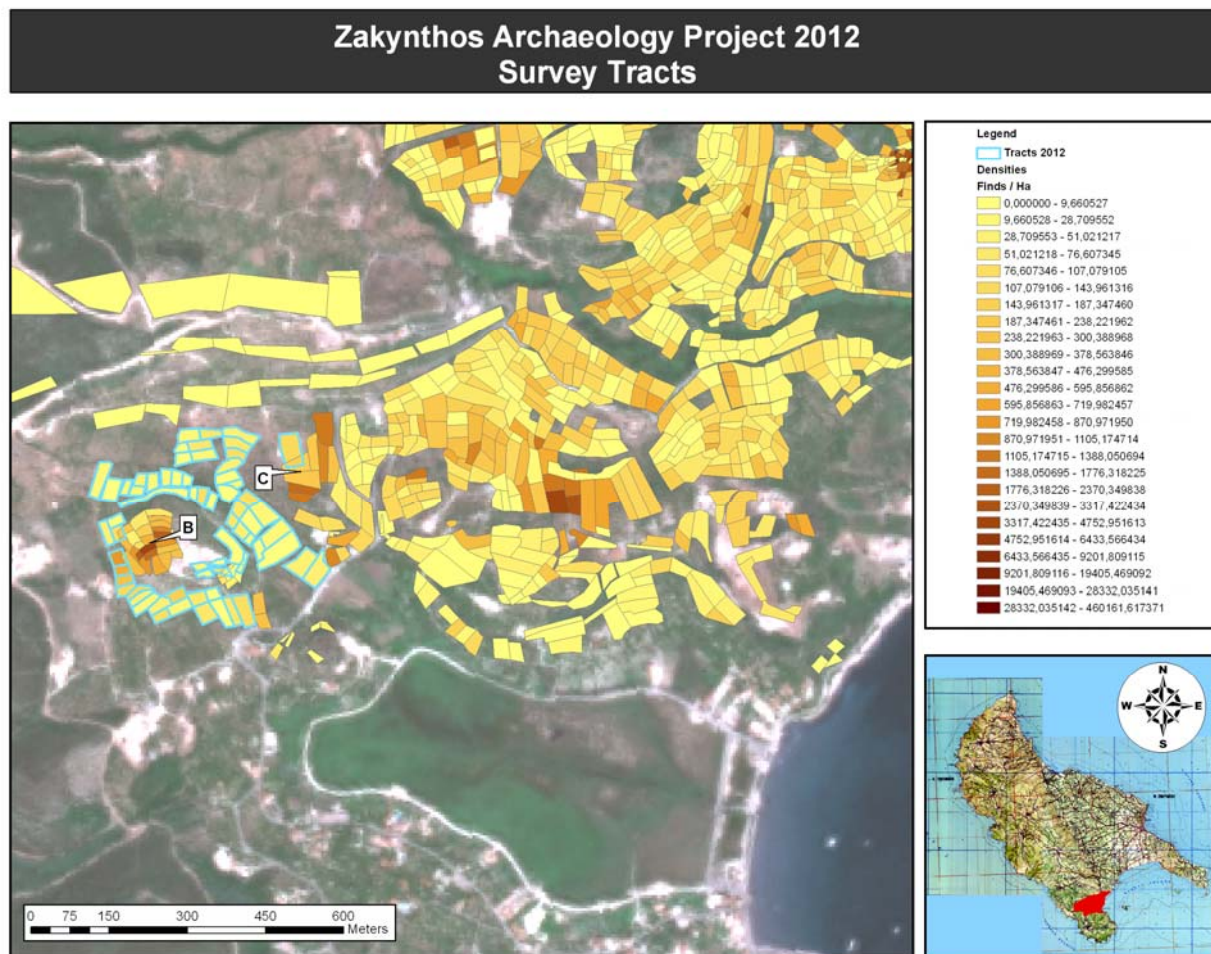 Zakynthos Archaeology Project 2012
Survey Tracts
C
B
0 75 150 300 450 600
Meters
Legend
Tracts 2012
Densities
Finds / Ha
0,000000 - 9,660527
9,660528 - 28,709552
28,709553 - 51,021217
51,021218 - 76,607345
76,607346 - 107,079105
107,079106 - 143,961316
143,961317 - 187,347460
187,347461 - 238,221962
238,221963 - 300,388968
300,388969 - 378,563846
378,563847 - 476,299585
476,299586 - 595,856862
595,856863 - 719,982457
719,982458 - 870,971950
870,971951 - 1105,174714
1105,174715 - 1388,050694
1388,050695 - 1776,318225
1776,318226 - 2370,349838
2370,349839 - 3317,422434
3317,422435 - 4752,951613
4752,951614 - 6433,566434
6433,566435 - 9201,809115
9201,809116 - 19405,469092
19405,469093 - 28332,035141
28332,035142 - 460161,617371
N
W E
S